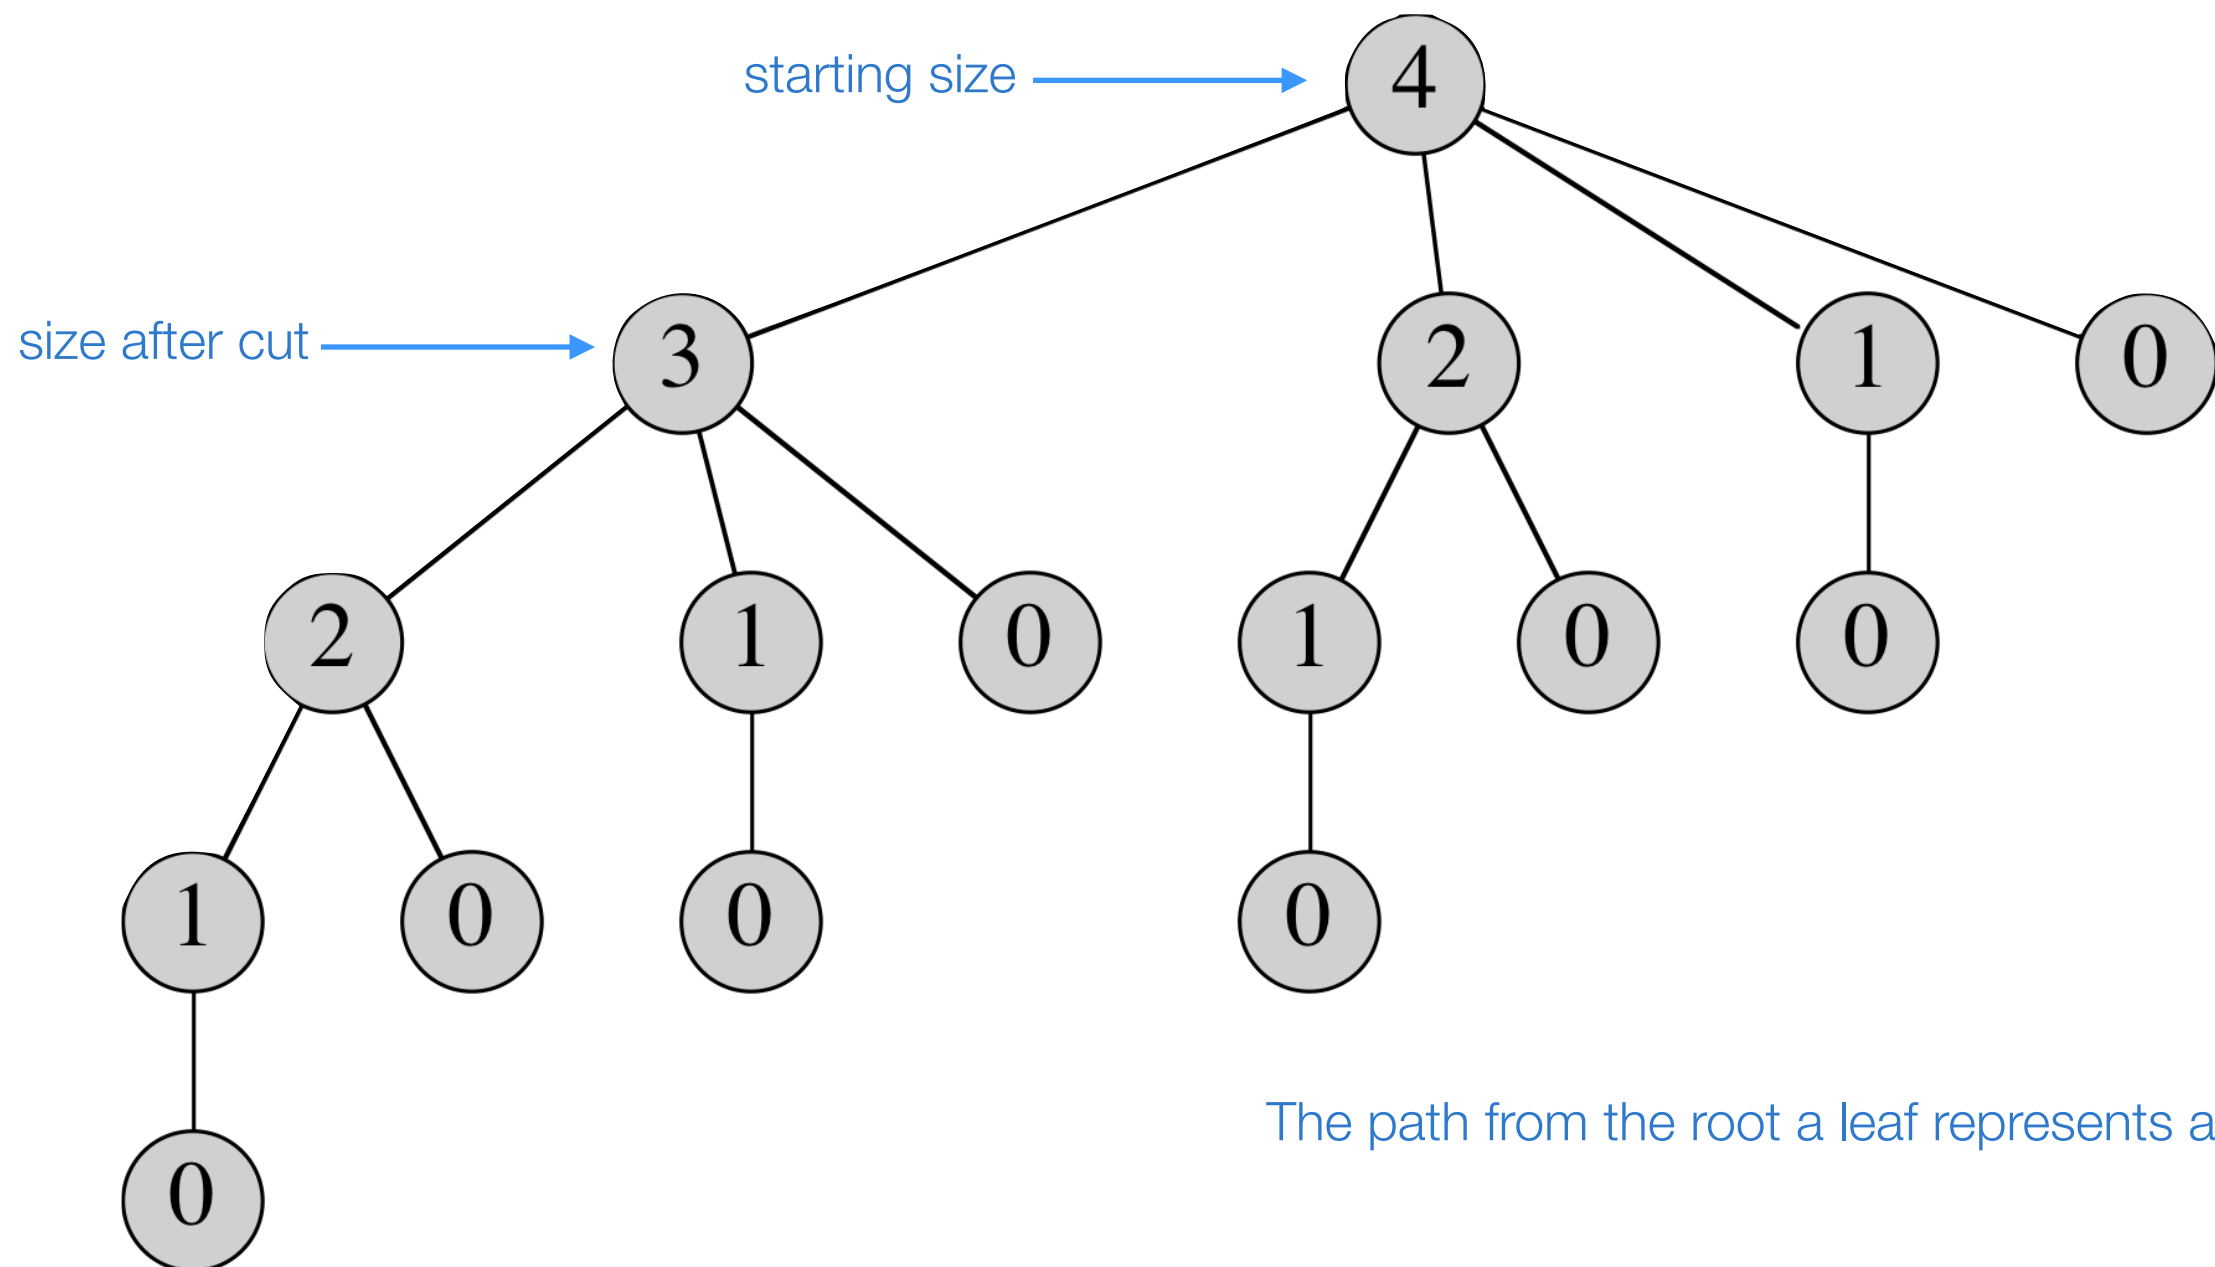 starting size
4
size after cut
3 2 1 0
2 1 0 1 0 0
1 0 0 0
The path from the root a leaf represents a
0